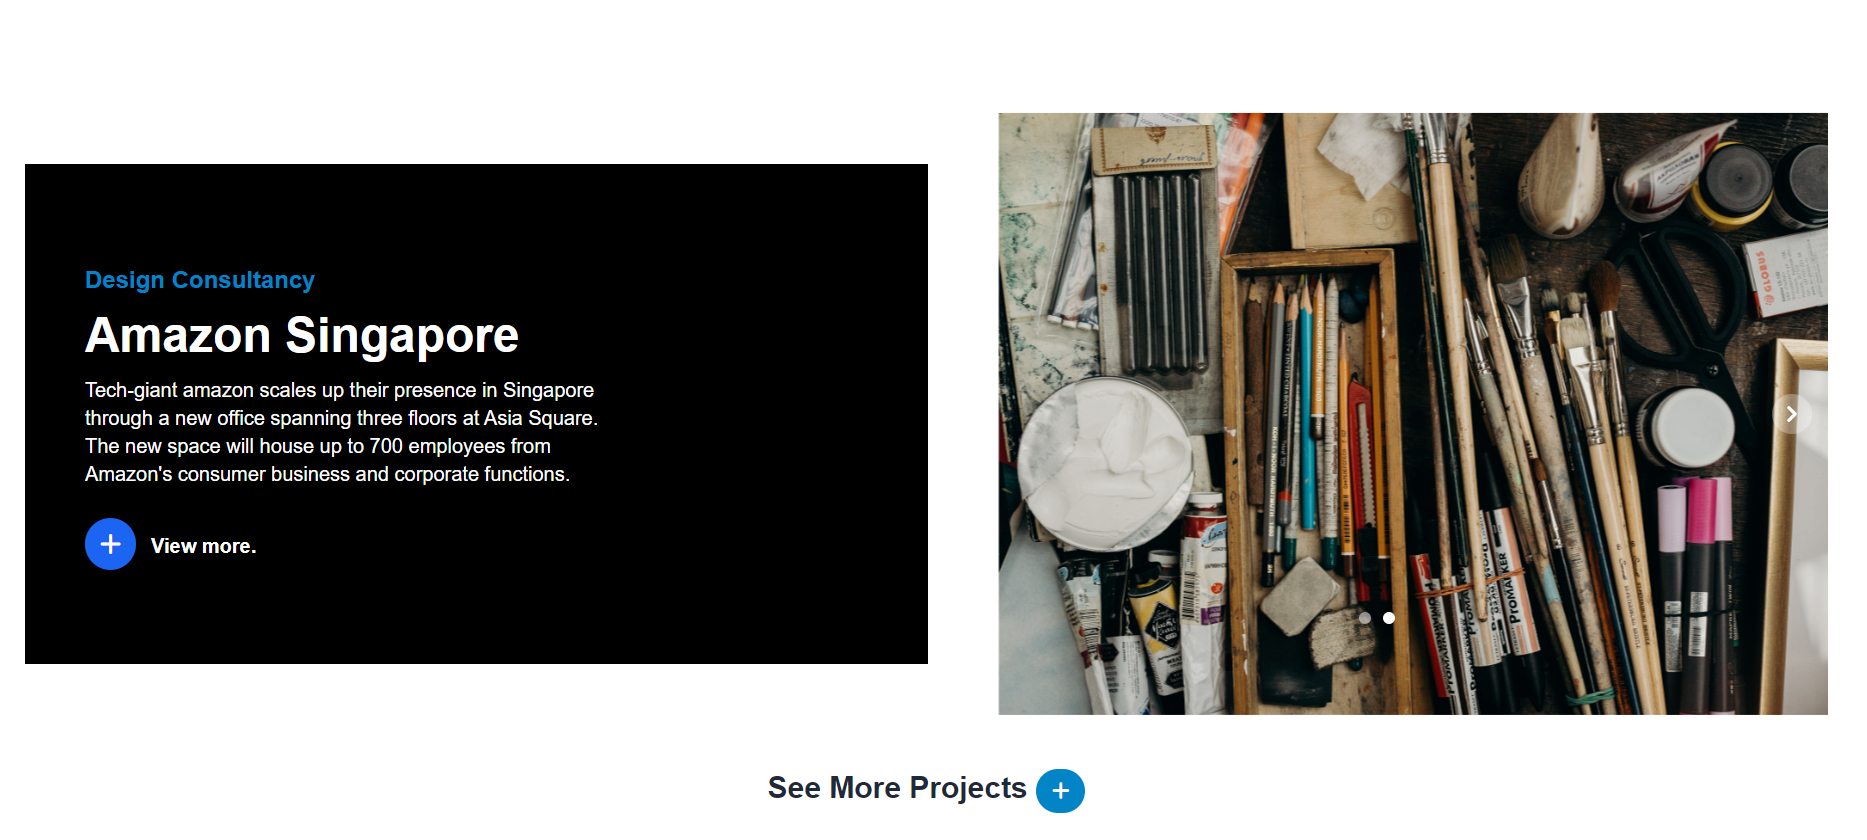 Design Consultancy
Amazon Singapore
Tech-giant amazon scales up their presence in Singapore
through a new office spanning three floors at Asia Square.
The new space will house up to 700 employees from
Amazon's consumer business and corporate functions.
View more.
GLOBUS
PROMARKER
See More Projects